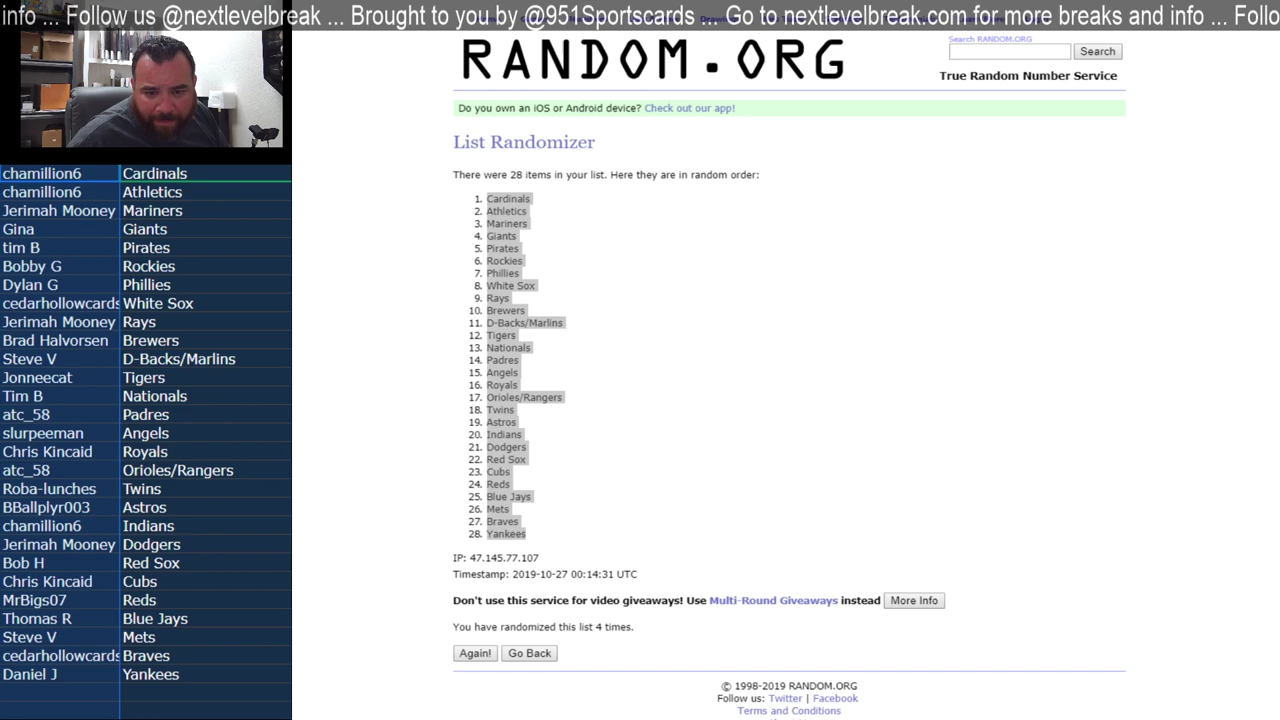 info ... Follow us @nextlevelbreak ... Brought to you by @951Sportscards ... Go to nextlevelbreak.com for more breaks and info ... Follo
RANDOM.ORG
Search RANDOM.ORG
Search
True Random Number Service
Do you own an iOS or Android device? Check out our app!
List Randomizer
There were 28 items in your list. Here they are in random order:
1. Cardinals
2. Athletics
3. Mariners
4. Giants
5. Pirates
6. Rockies
7. Phillies
8. White Sox
9. Rays
10. Brewers
11. D-Backs/Marlins
12. Tigers
13. Nationals
14. Padres
15. Angels
16. Royals
17. Orioles/Rangers
18. Twins
19. Astros
20. Indians
21. Dodgers
22. Red Sox
23. Cubs
24. Reds
25. Blue Jays
26. Mets
27. Braves
28. Yankees
IP: 47.145.77.107
Timestamp: 2019-10-27 00:14:31 UTC
Don't use this service for video giveaways! Use Multi-Round Giveaways instead More Info
You have randomized this list 4 times.
Again! Go Back
© 1998-2019 RANDOM.ORG
Follow us: Twitter | Facebook
Terms and Conditions
chamillion6 Cardinals
chamillion6 Athletics
Jerimah Mooney Mariners
Gina Giants
tim B Pirates
Bobby G Rockies
Dylan G Phillies
cedarhollowcards White Sox
Jerimah Mooney Rays
Brad Halvorsen Brewers
Steve V D-Backs/Marlins
Jonneecat Tigers
Tim B Nationals
atc_58 Padres
slurpeeman Angels
Chris Kincaid Royals
atc_58 Orioles/Rangers
Roba-lunches Twins
BBallplyr003 Astros
chamillion6 Indians
Jerimah Mooney Dodgers
Bob H Red Sox
Chris Kincaid Cubs
MrBigs07 Reds
Thomas R Blue Jays
Steve V Mets
cedarhollowcards Braves
Daniel J Yankees